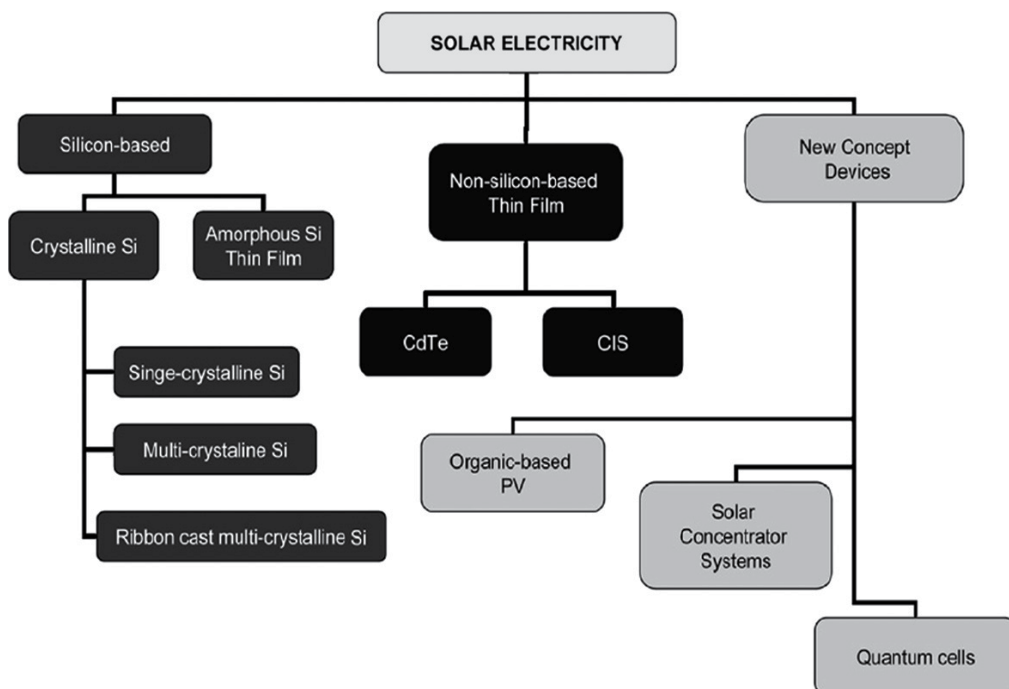 SOLAR ELECTRICITY
Silicon-based
Non-silicon-based
Thin Film
New Concept
Devices
Crystalline Si
Amorphous Si
Thin Film
CdTe
CIS
Singe-crystalline Si
Multi-crystaline Si
Ribbon cast multi-crystalline Si
Organic-based
PV
Solar
Concentrator
Systems
Quantum cells